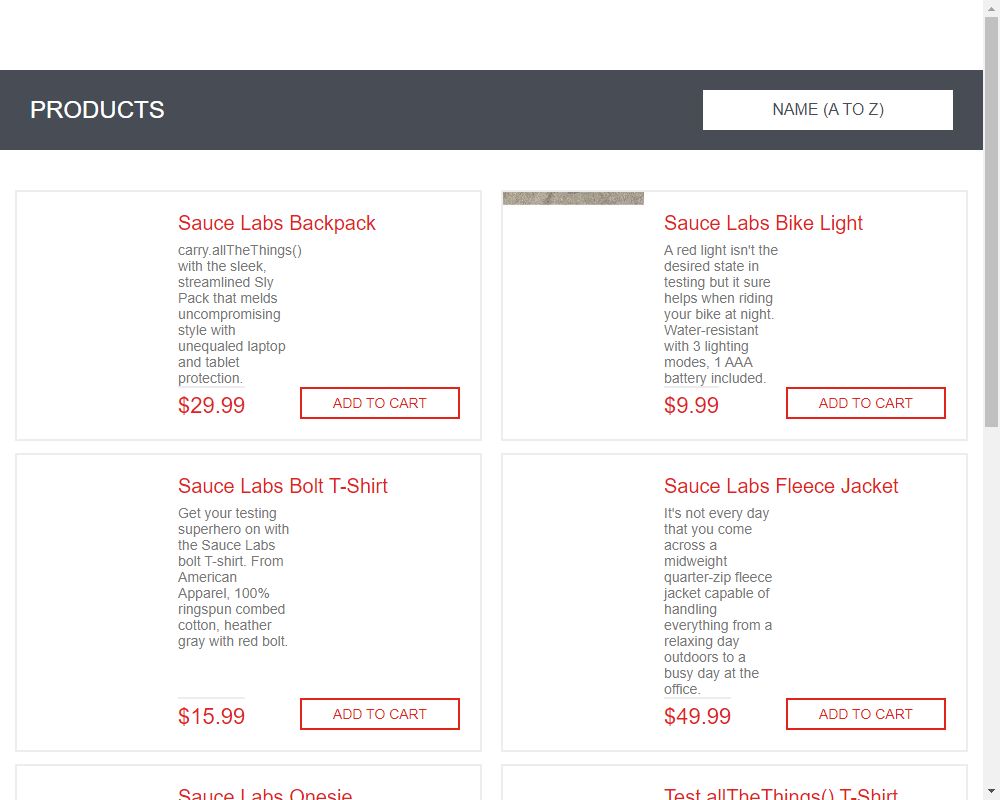 PRODUCTS
NAME (A TO Z)
Sauce Labs Backpack
carry.allTheThings()
with the sleek,
streamlined Sly
Pack that melds
uncompromising
style with
unequaled laptop
and tablet
protection.
$29.99
ADD TO CART
Sauce Labs Bike Light
A red light isn't the
desired state in
testing but it sure
helps when riding
your bike at night.
Water-resistant
with 3 lighting
modes, 1 AAA
battery included.
$9.99
ADD TO CART
Sauce Labs Bolt T-Shirt
Get your testing
superhero on with
the Sauce Labs
bolt T-shirt. From
American
Apparel, 100%
ringspun combed
cotton, heather
gray with red bolt.
$15.99
ADD TO CART
Sauce Labs Fleece Jacket
It's not every day
that you come
across a
midweight
quarter-zip fleece
jacket capable of
handling
everything from a
relaxing day
outdoors to a
busy day at the
office.
$49.99
ADD TO CART
Sauce Labs Onesie
Test.allTheThings() T-Shirt